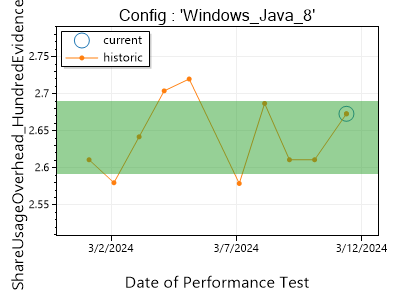 Config : 'Windows_Java_8'
current
historic
2.75
2.7
2.65
2.6
2.55
ShareUsageOverhead_HundredEvidence
3/2/2024
3/7/2024
3/12/2024
Date of Performance Test